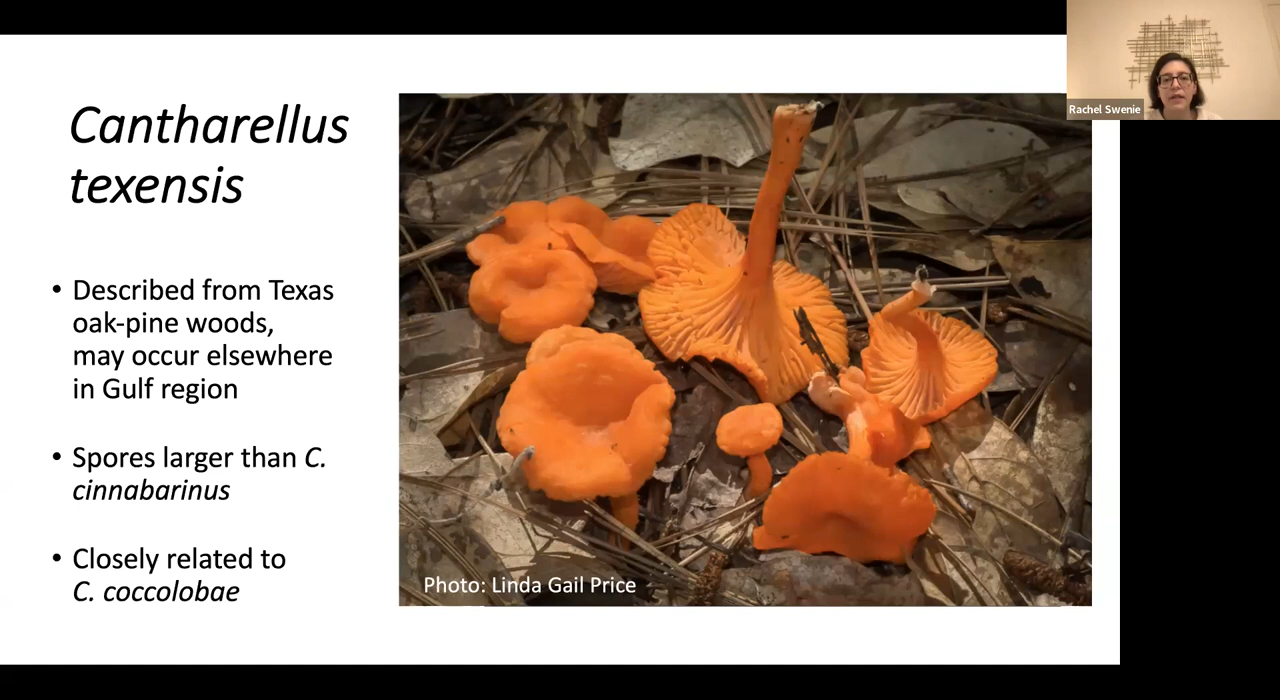 Rachel Swenie
Cantharellus
texensis
• Described from Texas
oak-pine woods,
may occur elsewhere
in Gulf region
• Spores larger than C.
cinnabarinus
• Closely related to
C. coccolobae
Photo: Linda Gail Price